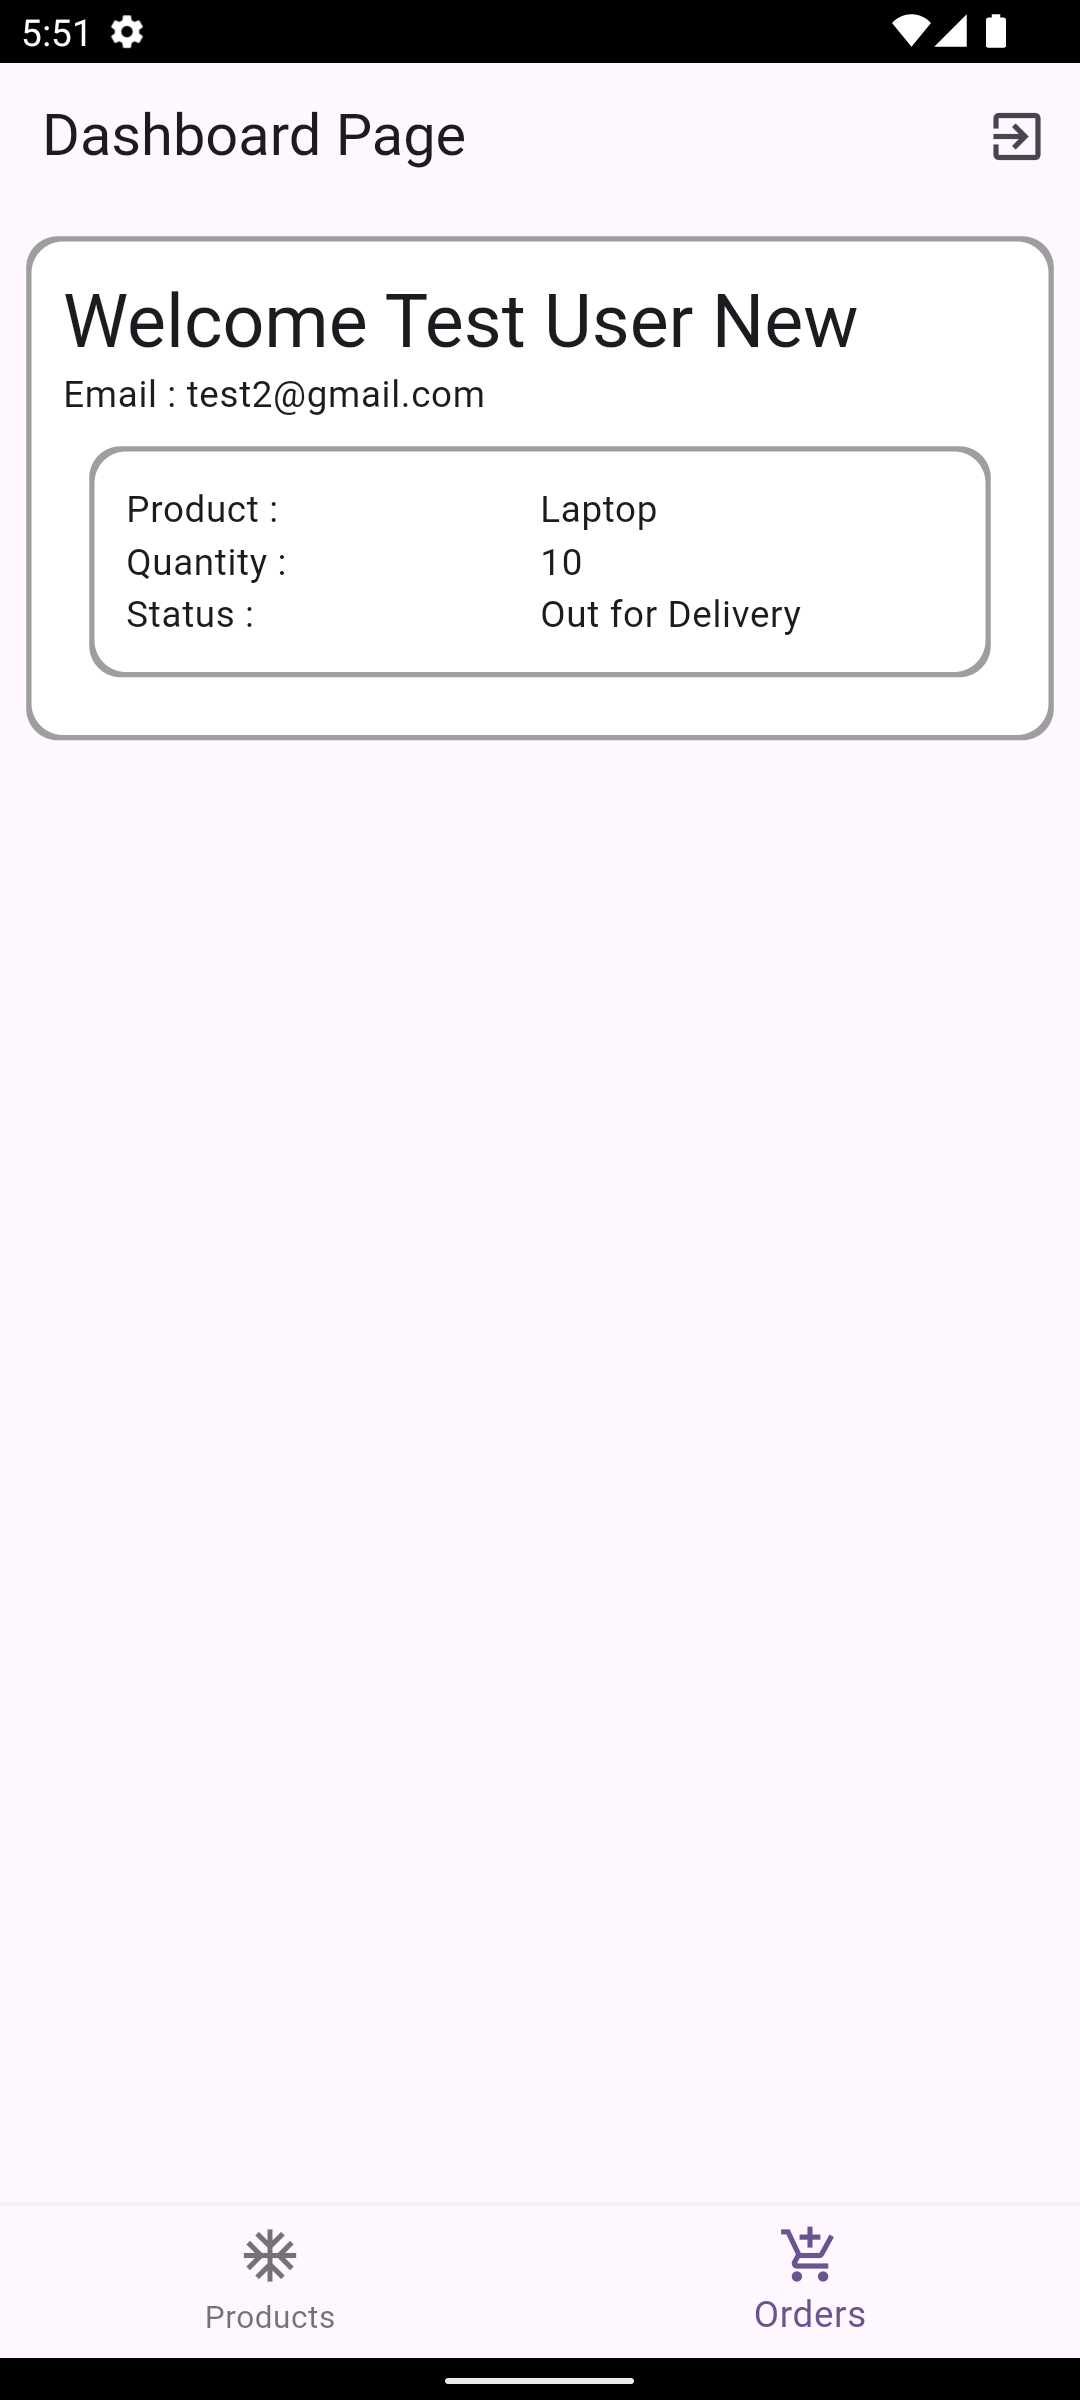 5:51
Dashboard Page
Welcome Test User New
Email : test2@gmail.com
Product : Laptop
Quantity : 10
Status : Out for Delivery
Products Orders